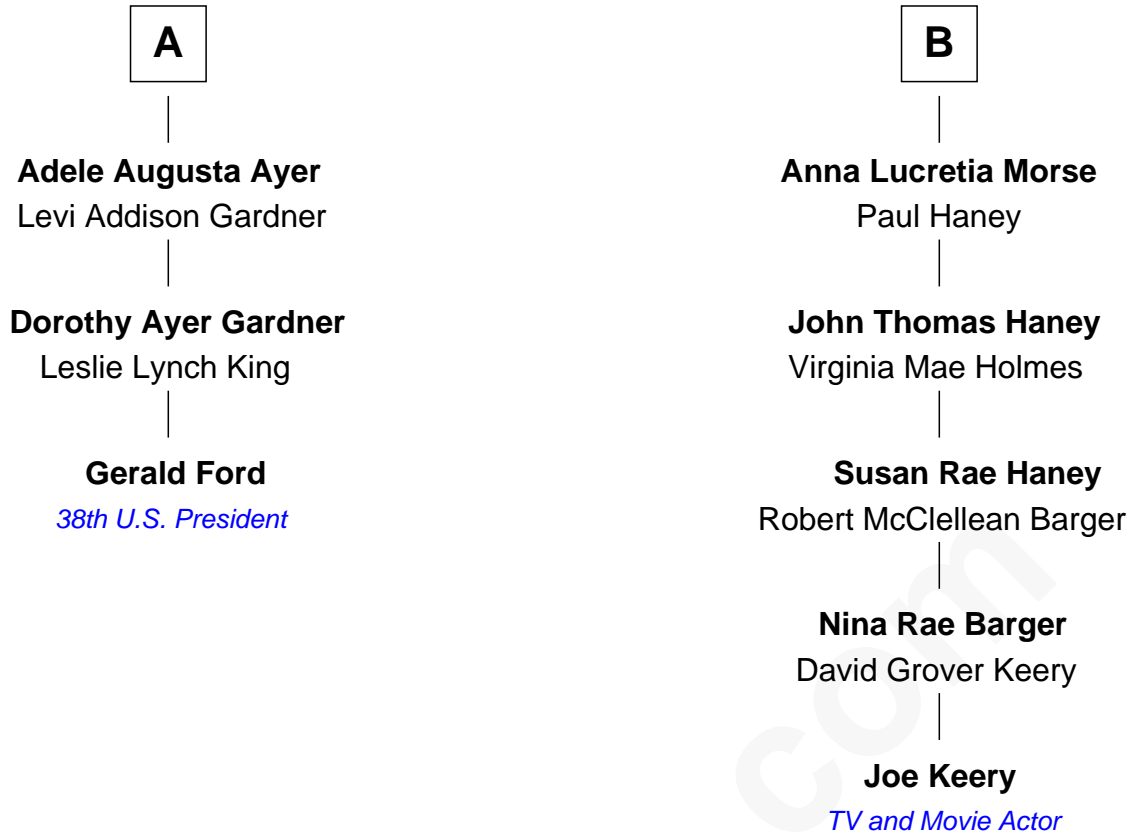 A
Adele Augusta Ayer
Levi Addison Gardner
Dorothy Ayer Gardner
Leslie Lynch King
Gerald Ford
38th U.S. President
B
Anna Lucretia Morse
Paul Haney
John Thomas Haney
Virginia Mae Holmes
Susan Rae Haney
Robert McClellean Barger
Nina Rae Barger
David Grover Keery
Joe Keery
TV and Movie Actor
com